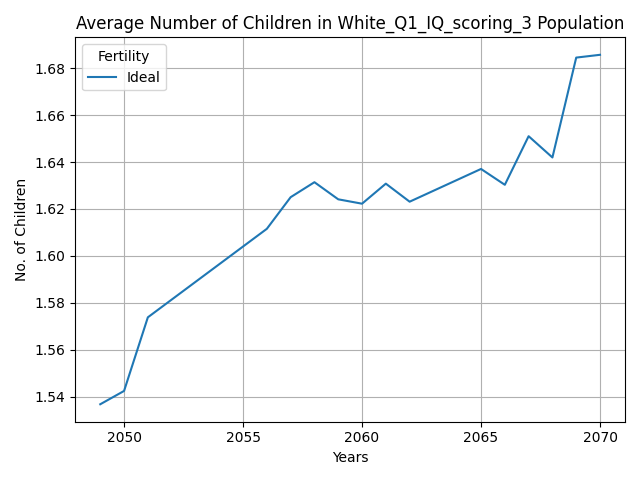 Average Number of Children in White_Q1_IQ_scoring_3 Population
Fertility
Ideal
No. of Children
1.68
1.66
1.64
1.62
1.60
1.58
1.56
1.54
2050 2055 2060 2065 2070
Years